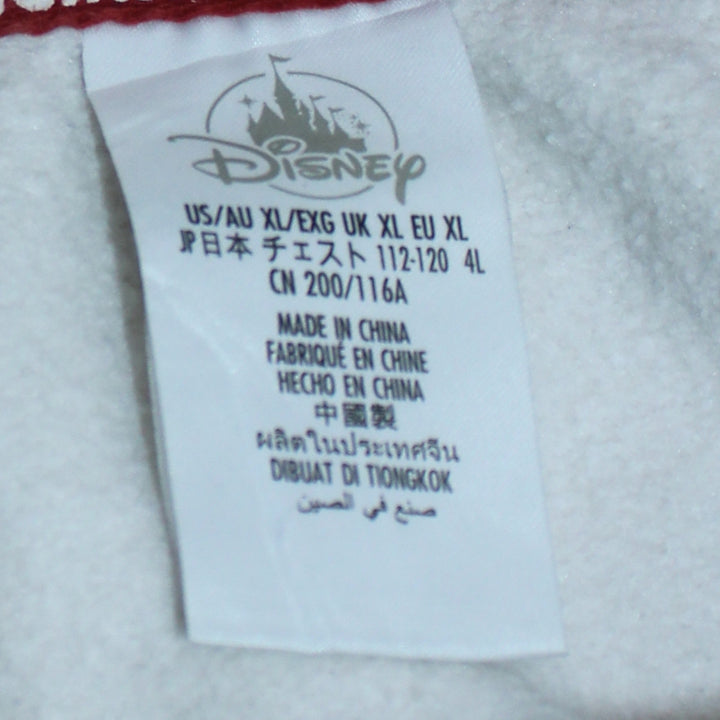 Disney
US/AU XL/EXG UK XL EU XL
JP日本 チェスト 112-120 4L
CN 200/116A
MADE IN CHINA
FABRIQUÉ EN CHINE
HECHO EN CHINA
中國製
ผลิตในประเทศจีน
DIBUAT DI TIONGKOK
صنع في الصين